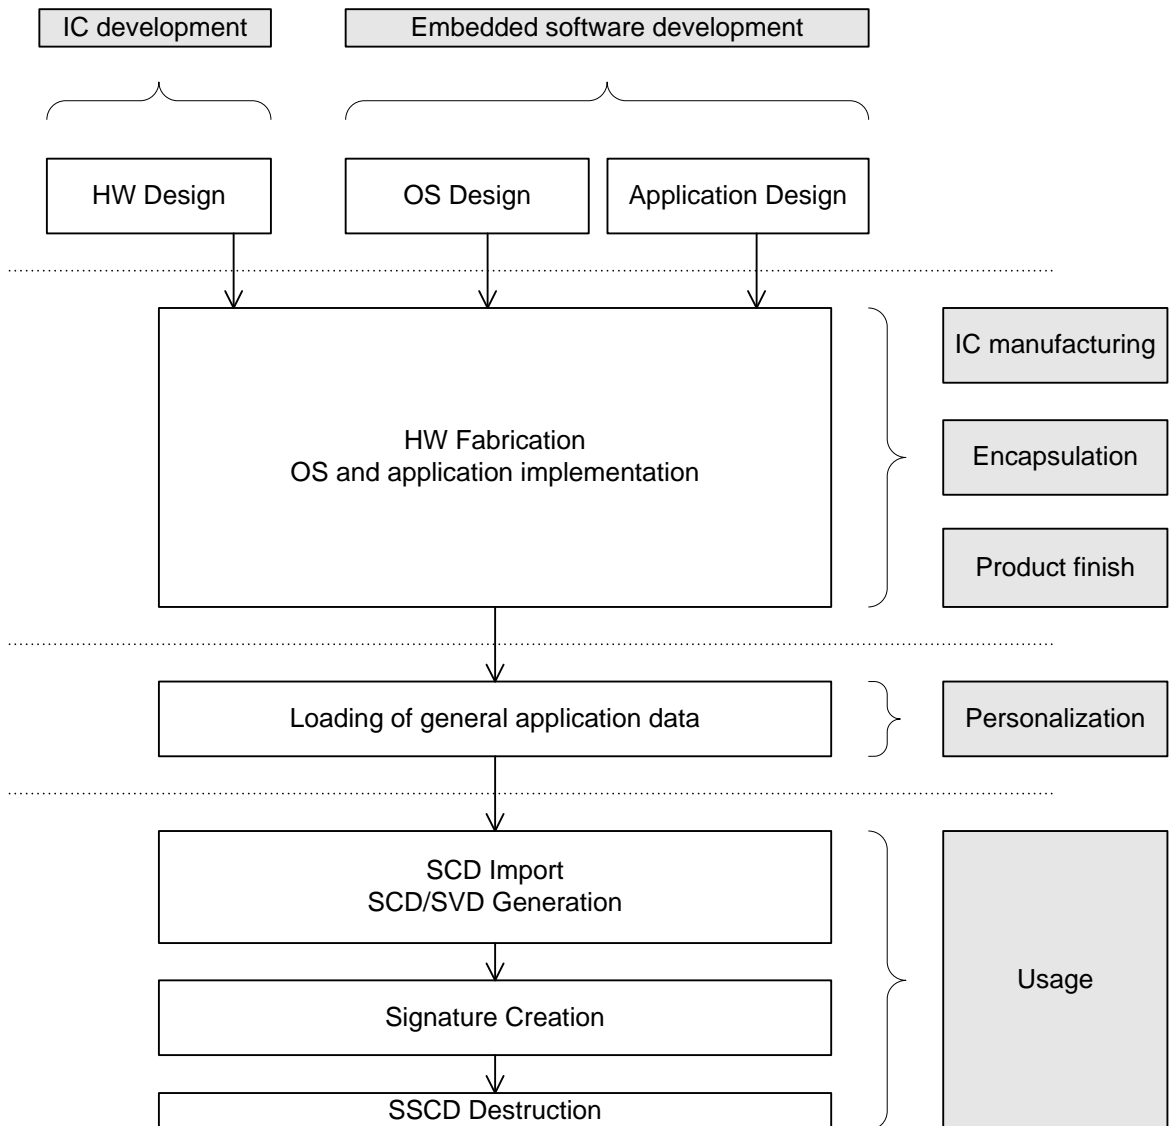 IC development
Embedded software development
HW Design
OS Design
Application Design
IC manufacturing
HW Fabrication
OS and application implementation
Encapsulation
Product finish
Loading of general application data
Personalization
SCD Import
SCD/SVD Generation
Usage
Signature Creation
SSCD Destruction